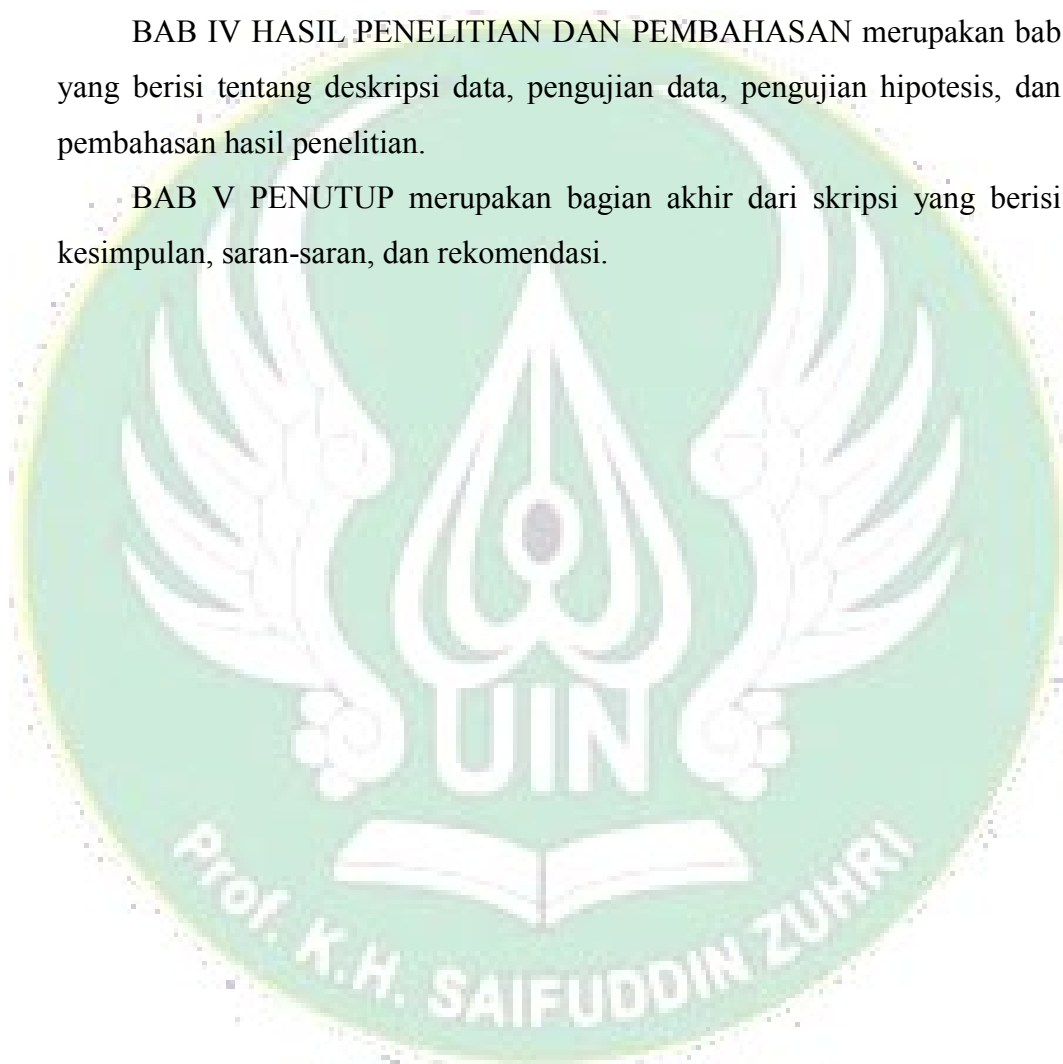 BAB IV HASIL PENELITIAN DAN PEMBAHASAN merupakan bab
yang berisi tentang deskripsi data, pengujian data, pengujian hipotesis, dan
pembahasan hasil penelitian.
BAB V PENUTUP merupakan bagian akhir dari skripsi yang berisi
kesimpulan, saran-saran, dan rekomendasi.
UIN
Prof. K.H. SAIFUDDIN ZUHRI